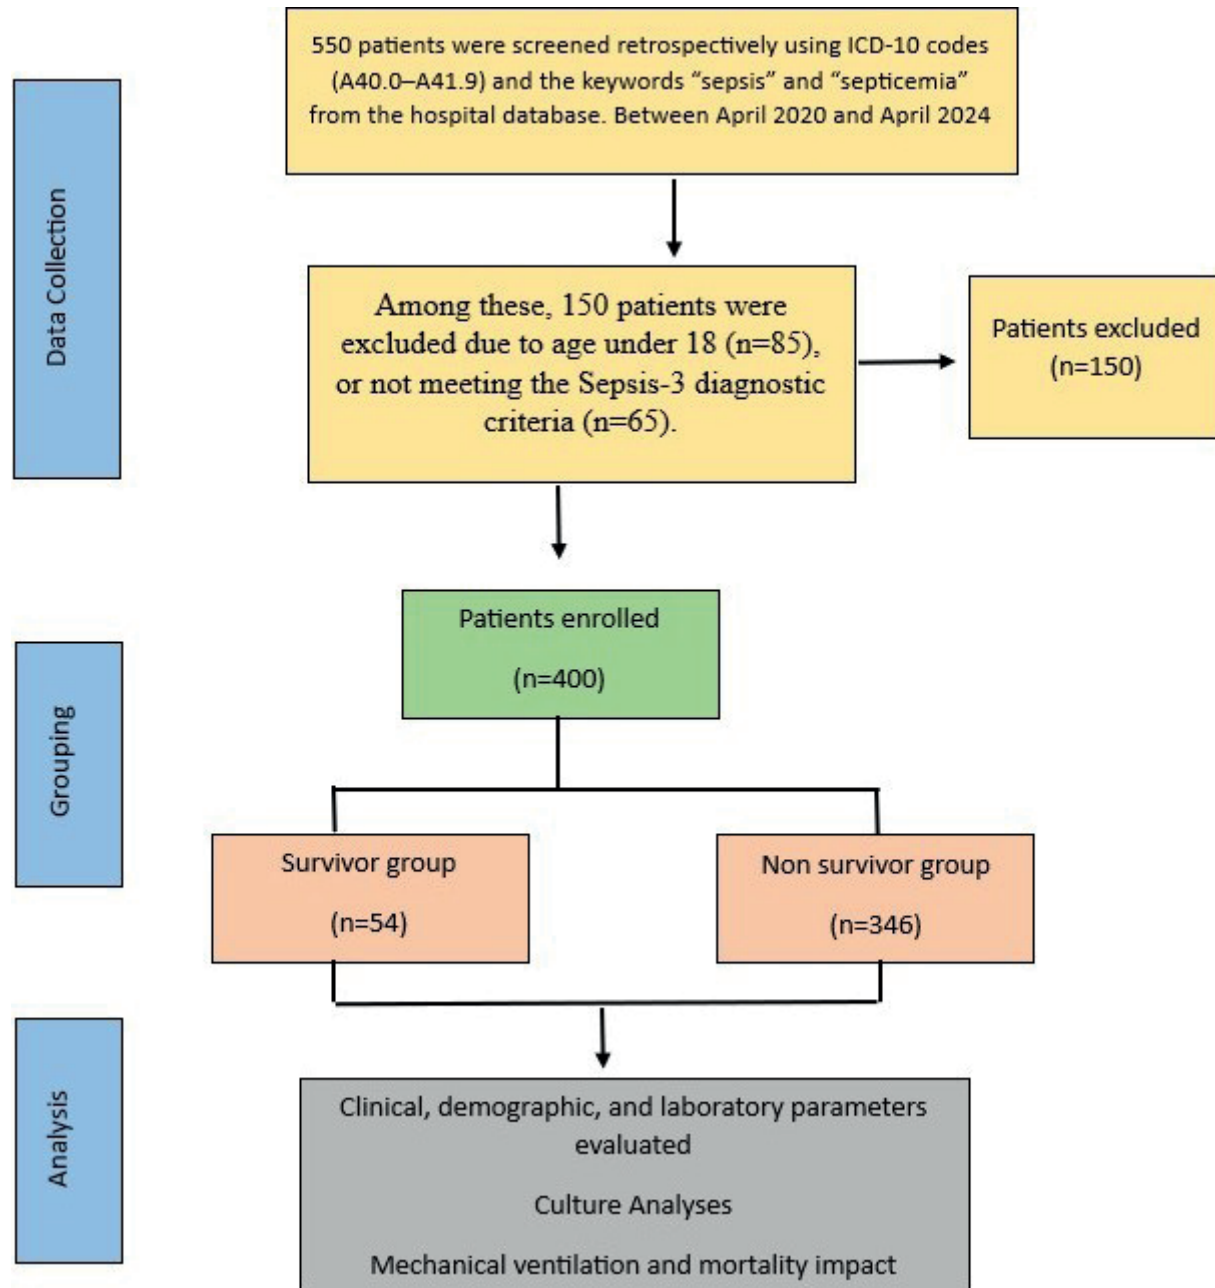 550 patients were screened retrospectively using ICD-10 codes
(A40.0–A41.9) and the keywords “sepsis” and “septicemia”
from the hospital database. Between April 2020 and April 2024
Data Collection
Among these, 150 patients were
excluded due to age under 18 (n=85),
or not meeting the Sepsis-3 diagnostic
criteria (n=65).
Patients excluded
(n=150)
Patients enrolled
(n=400)
Grouping
Survivor group
(n=54)
Non survivor group
(n=346)
Analysis
Clinical, demographic, and laboratory parameters
evaluated
Culture Analyses
Mechanical ventilation and mortality impact